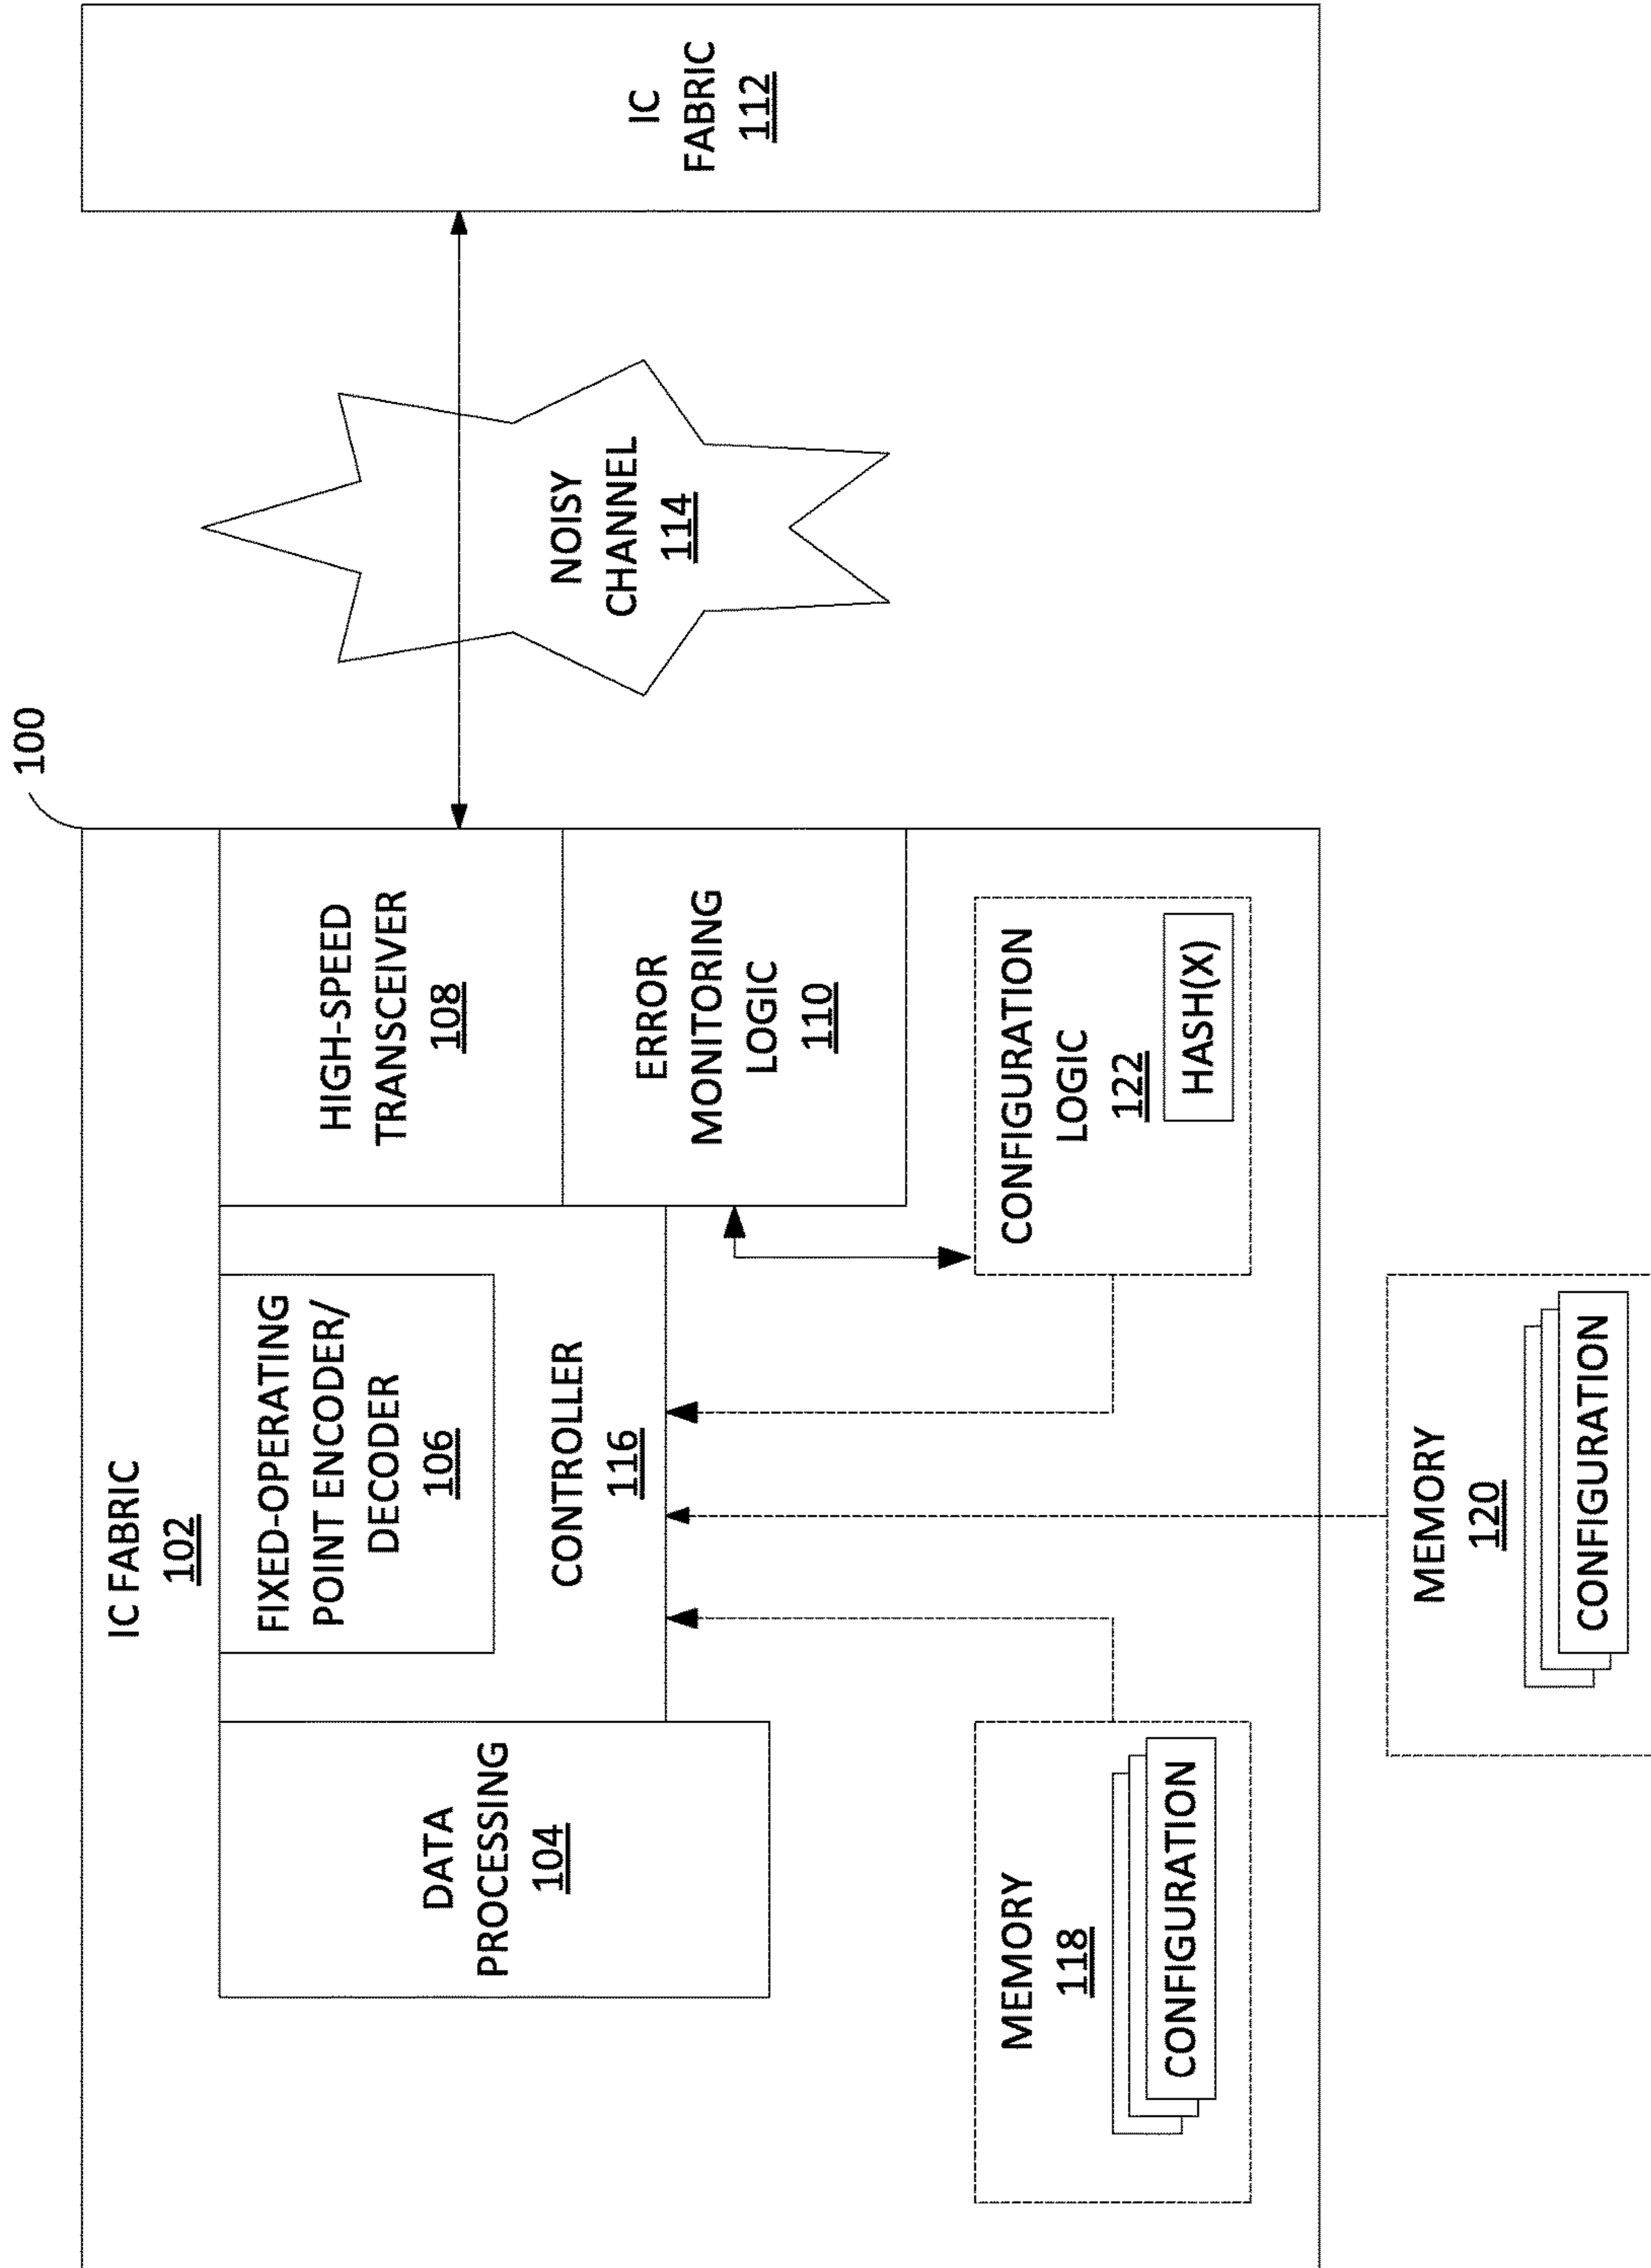 100
IC FABRIC
102
DATA
PROCESSING
104
FIXED-OPERATING
POINT ENCODER/
DECODER
106
CONTROLLER
116
HIGH-SPEED
TRANSCEIVER
108
ERROR
MONITORING
LOGIC
110
NOISY
CHANNEL
114
IC
FABRIC
112
MEMORY
118
CONFIGURATION
CONFIGURATION
LOGIC
122
HASH(X)
MEMORY
120
CONFIGURATION